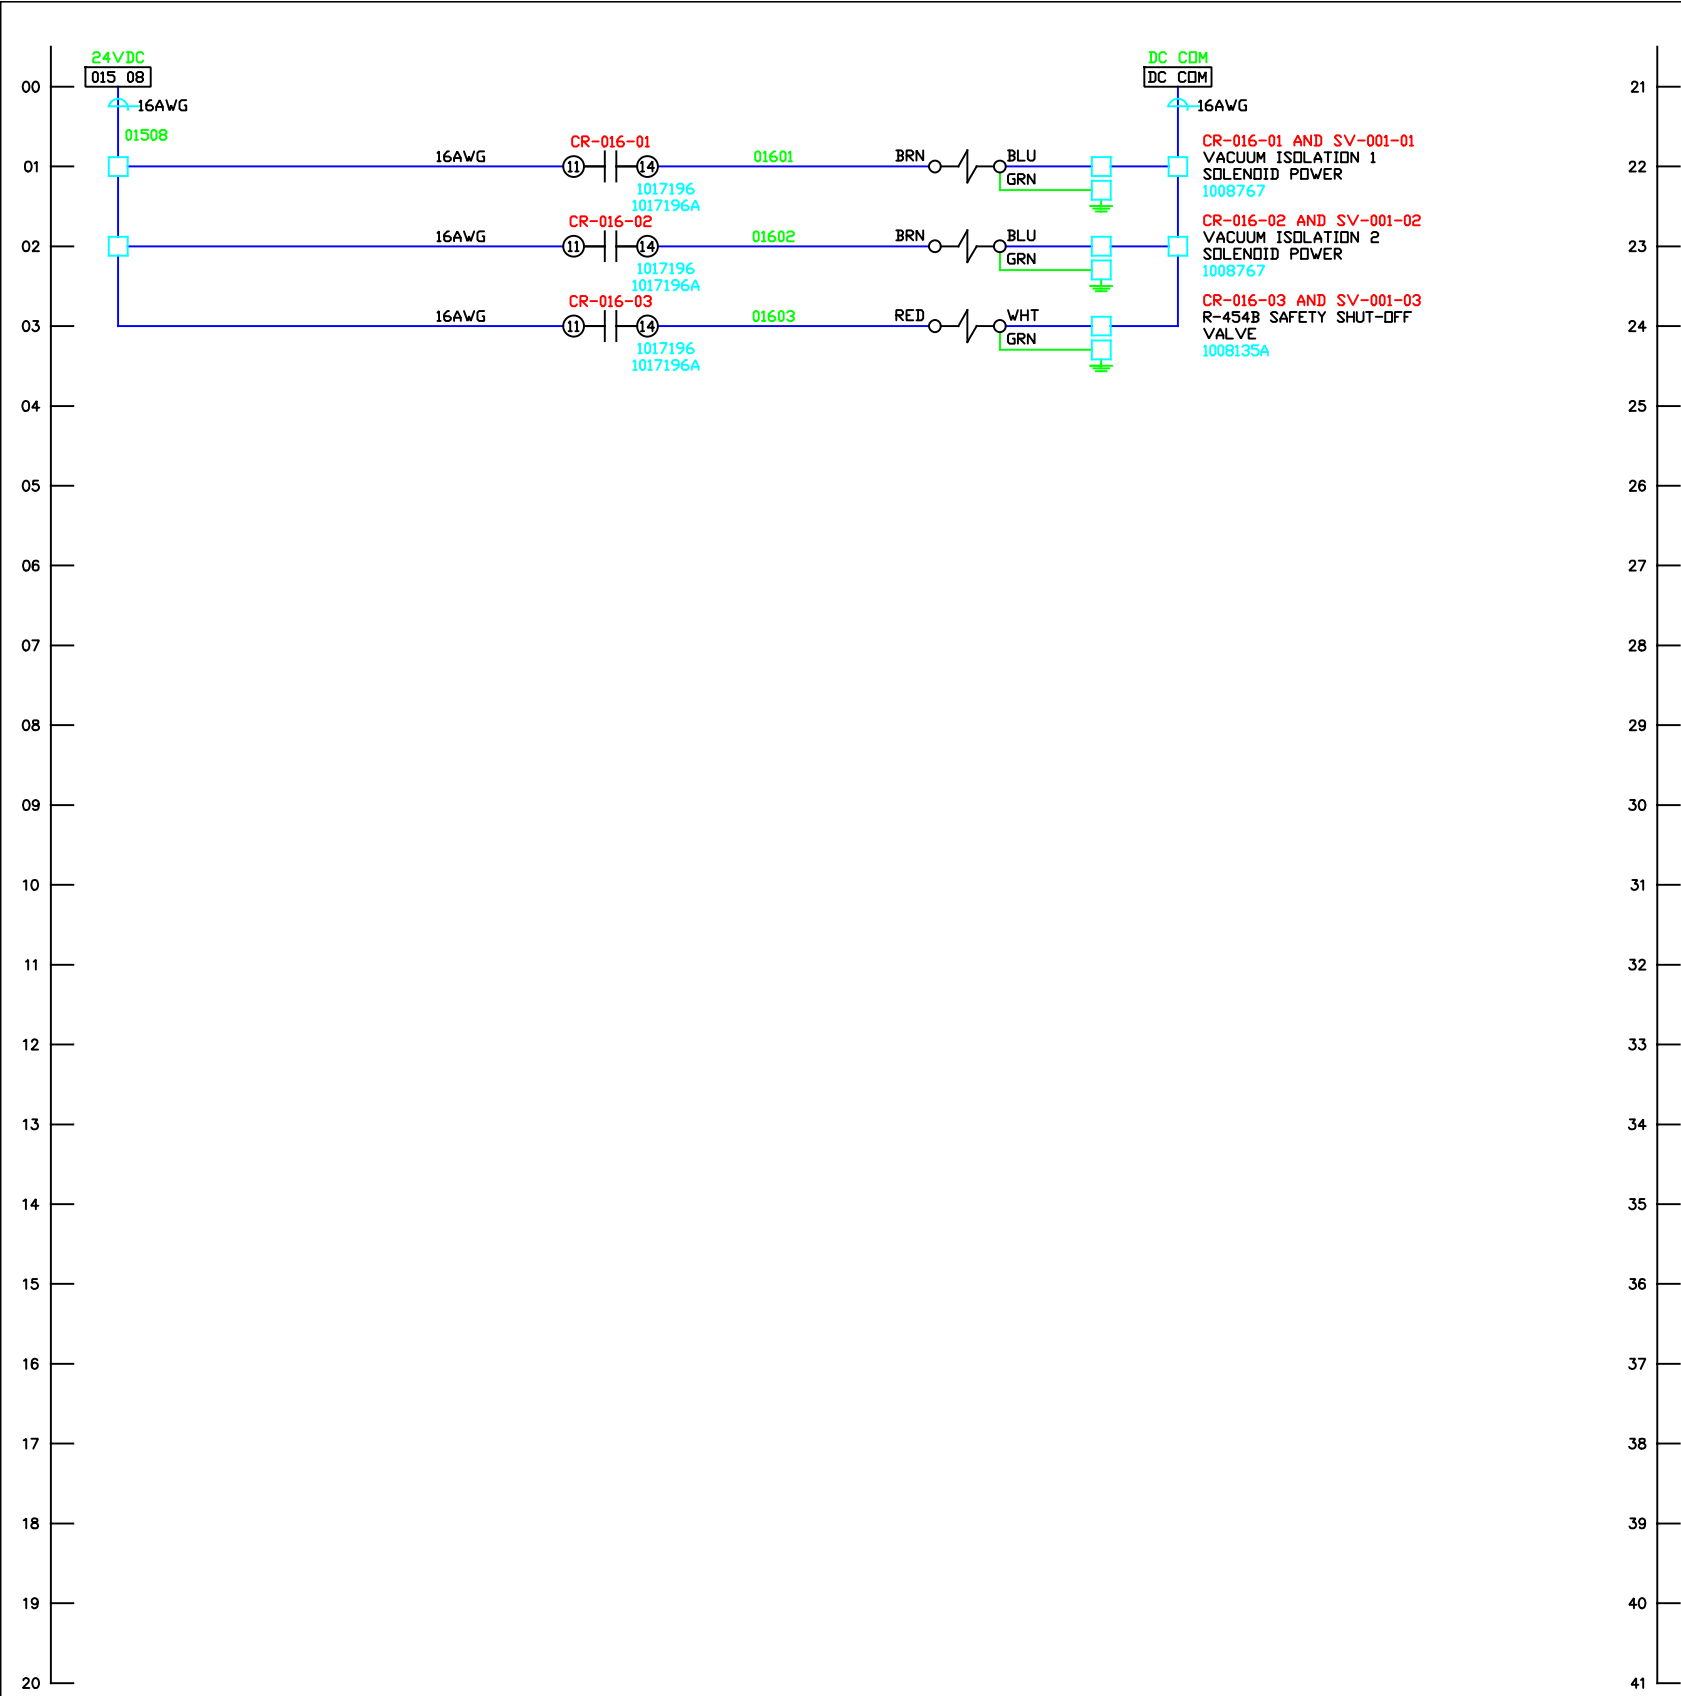 24VDC
DC COM
015 08
DC COM
00
21
16AWG
16AWG
01508
CR-016-01
CR-016-01 AND SV-001-01
16AWG
01601
BRN
BLU
VACUUM ISOLATION 1
01
11
14
22
GRN
SOLENOID POWER
1017196
1008767
1017196A
CR-016-02
CR-016-02 AND SV-001-02
16AWG
01602
BRN
BLU
VACUUM ISOLATION 2
02
11
14
23
GRN
SOLENOID POWER
1017196
1008767
1017196A
CR-016-03
CR-016-03 AND SV-001-03
16AWG
01603
RED
WHT
R-454B SAFETY SHUT-OFF
03
11
14
24
GRN
VALVE
1017196
1008135A
1017196A
04
25
05
26
06
27
07
28
08
29
09
30
10
31
11
32
12
33
13
34
14
35
15
36
16
37
17
38
18
39
19
40
20
41